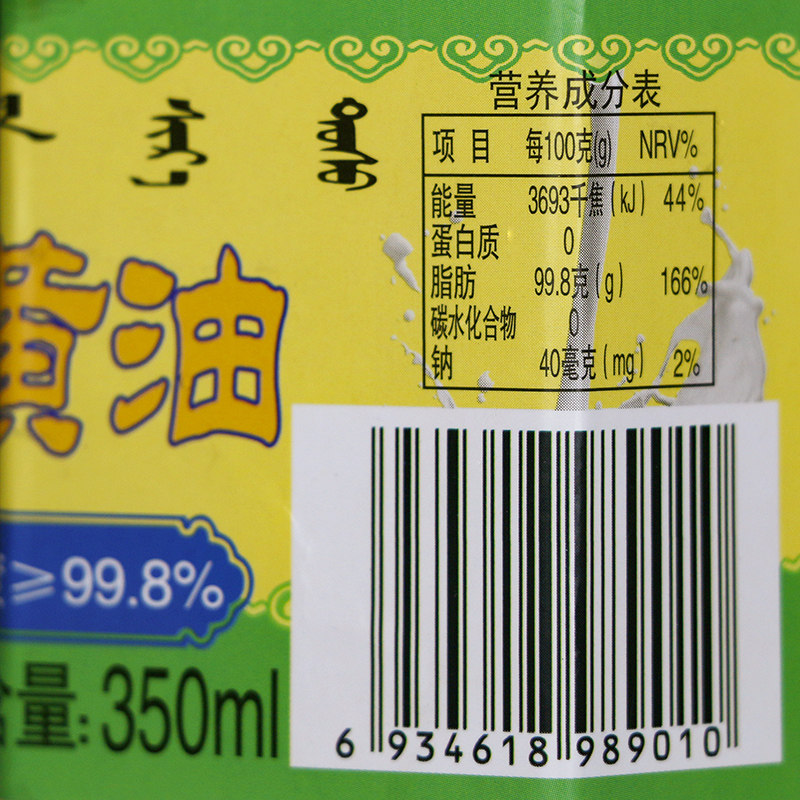 营养成分表
项 目 每100克(g) NRV%
能量 3693千焦(kJ) 44%
蛋白质 0
脂肪 99.8克(g) 166%
碳水化合物 0
钠 40毫克(mg) 2%
黄油
≥99.8%
含量:350ml
6 934618 989010